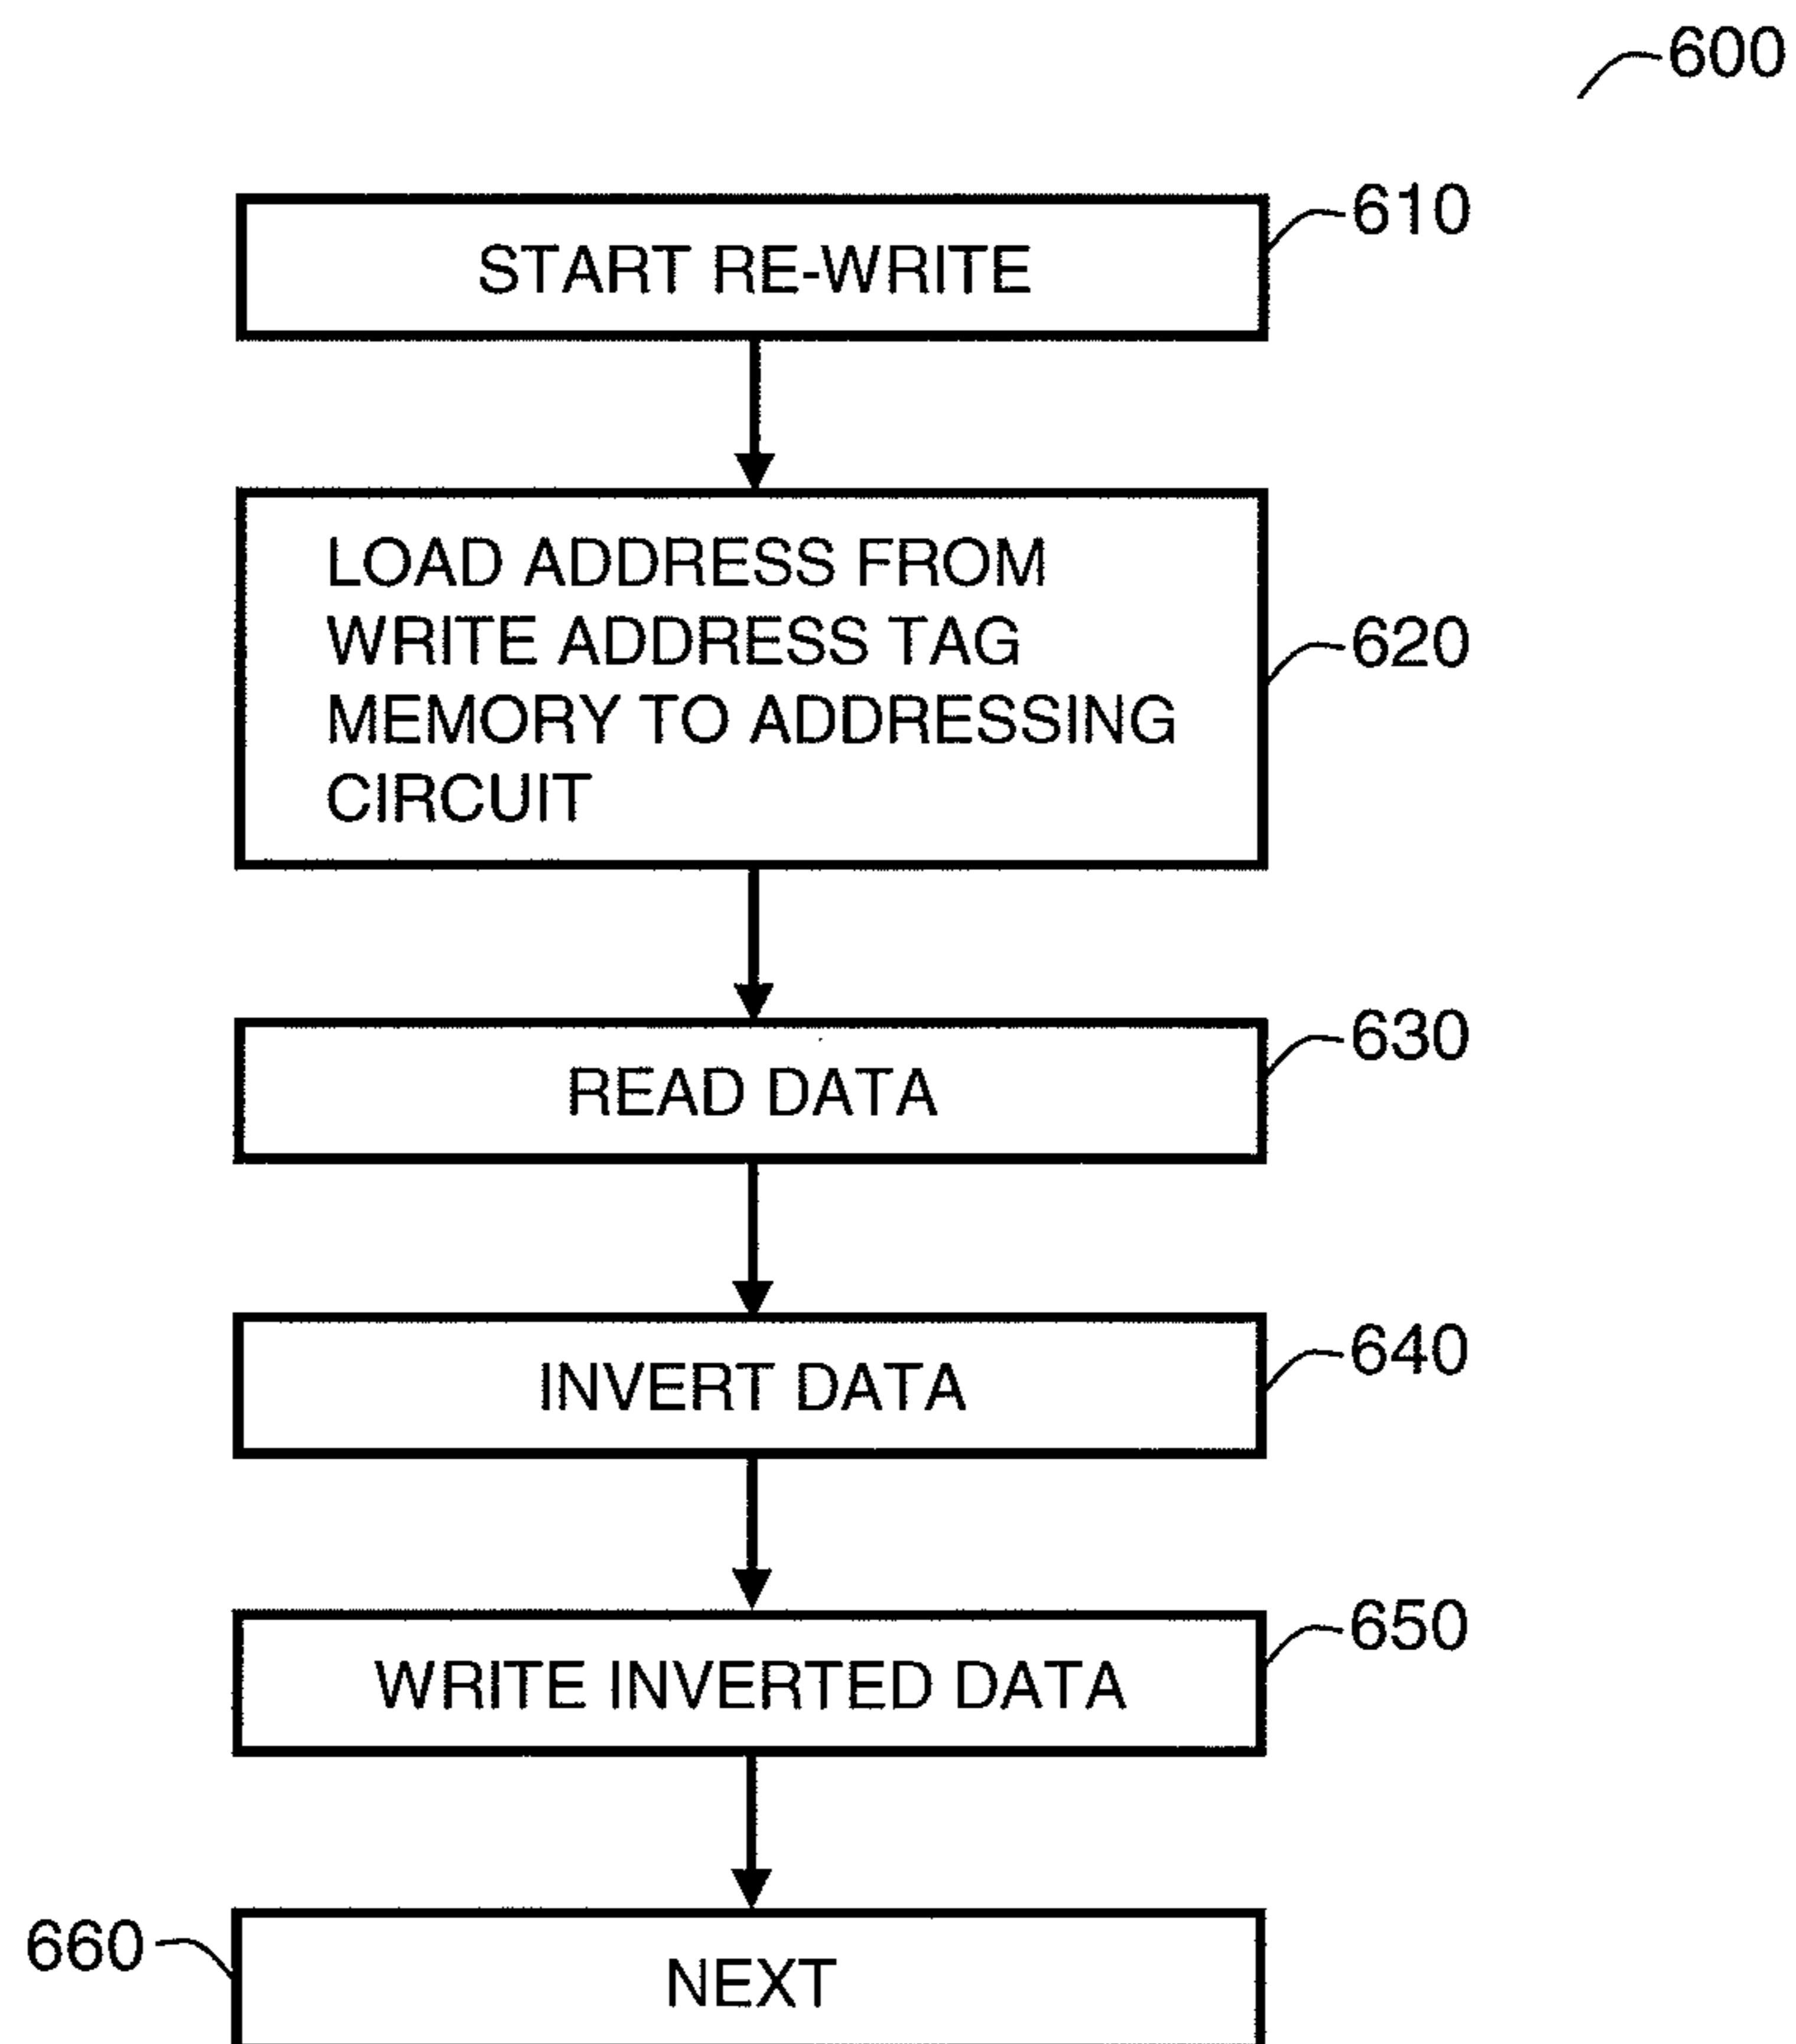 600
610
START RE-WRITE
LOAD ADDRESS FROM
WRITE ADDRESS TAG
MEMORY TO ADDRESSING
CIRCUIT
620
630
READ DATA
640
INVERT DATA
650
WRITE INVERTED DATA
660
NEXT